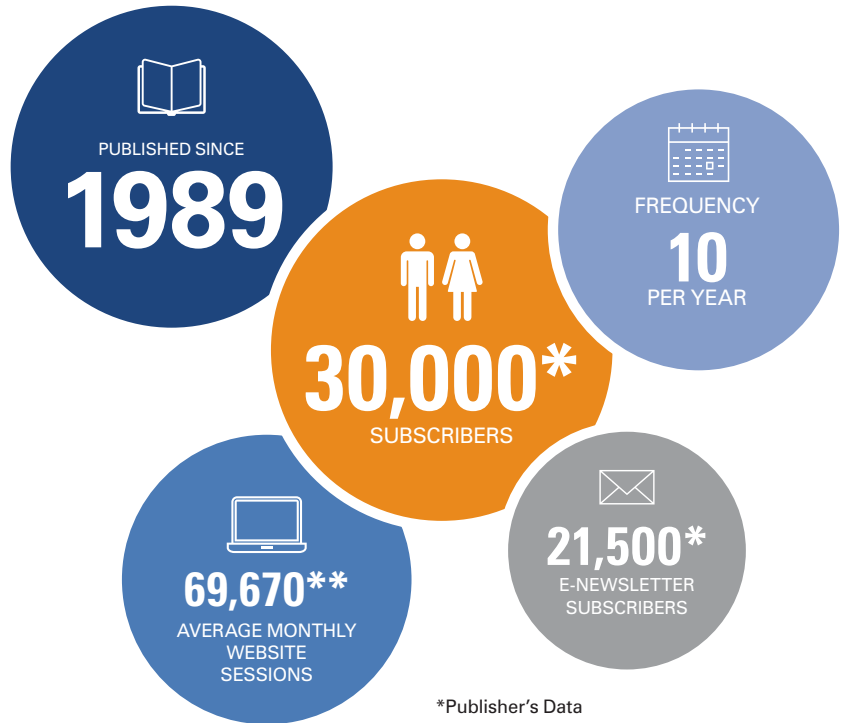 PUBLISHED SINCE
1989
FREQUENCY
10
PER YEAR
30,000*
SUBSCRIBERS
69,670**
AVERAGE MONTHLY
WEBSITE
SESSIONS
21,500*
E-NEWSLETTER
SUBSCRIBERS
*Publisher's Data